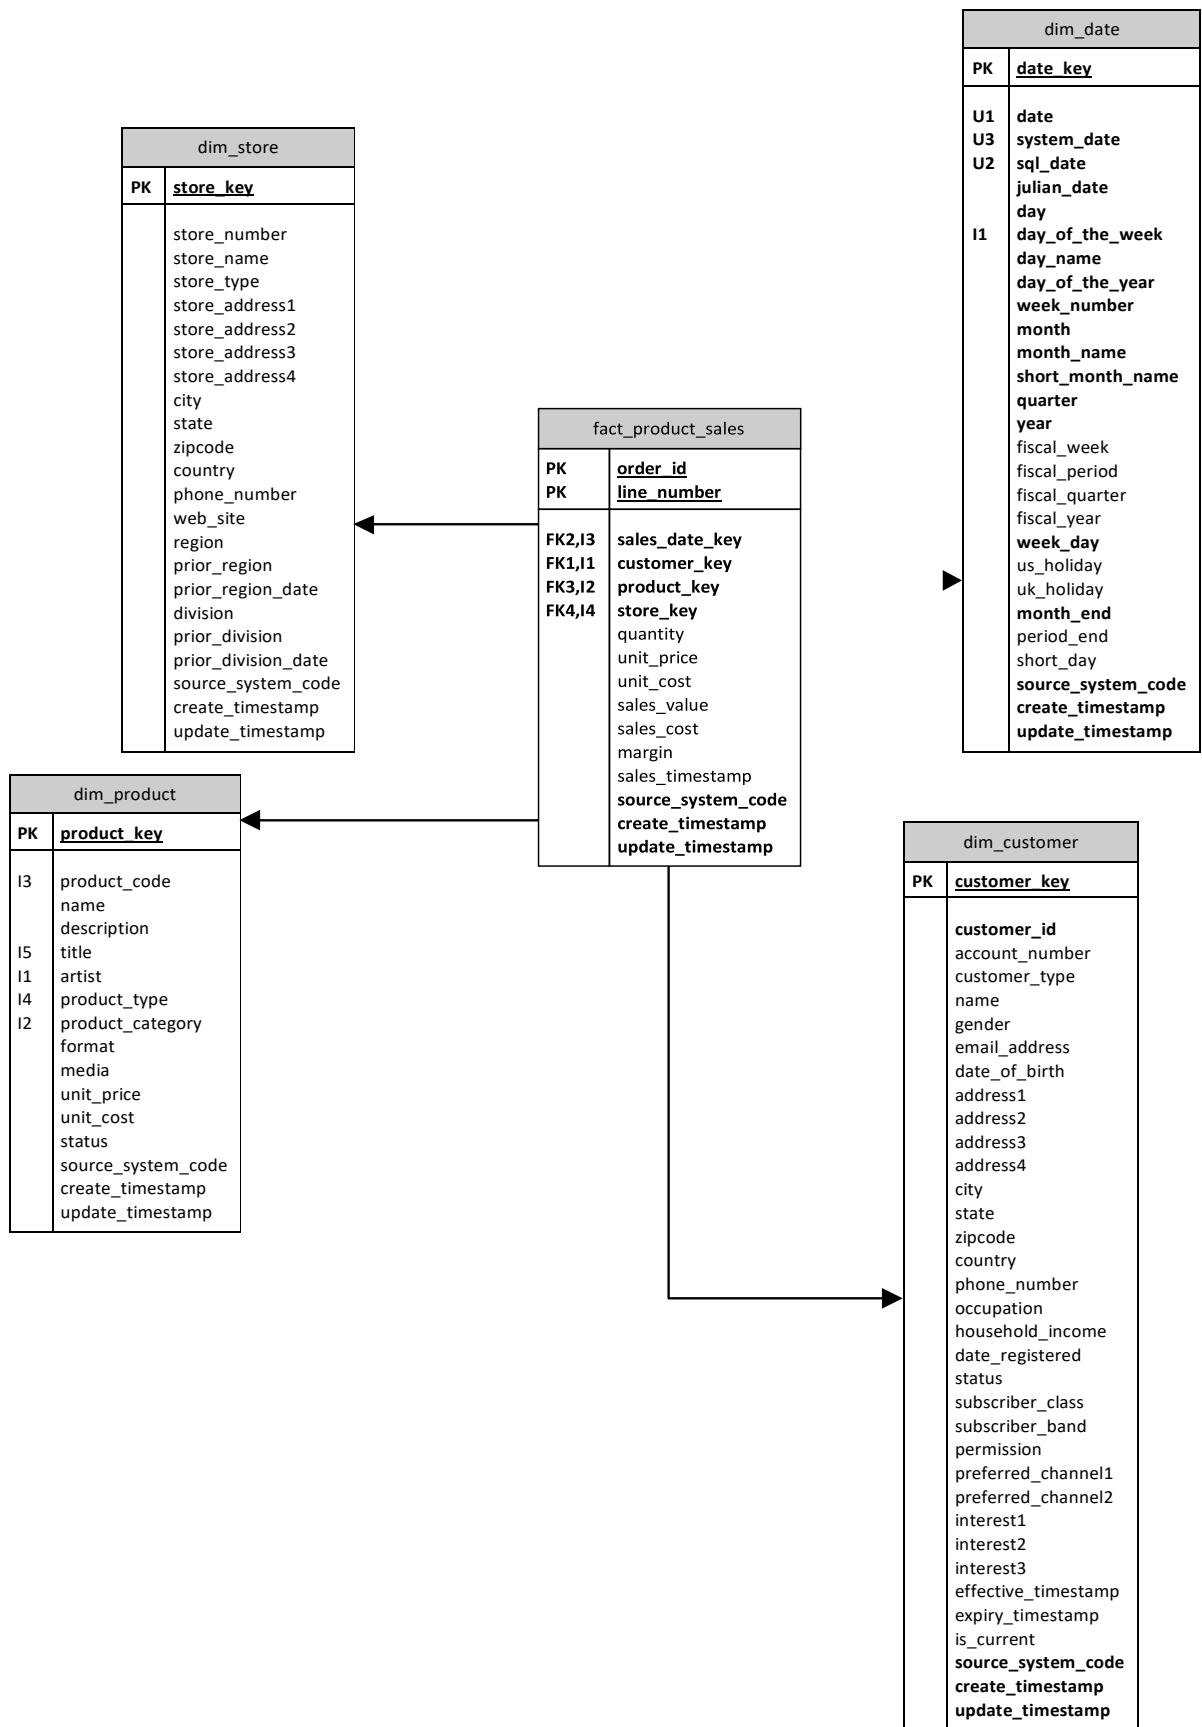 dim_date
PK date_key
U1 date
U3 system_date
U2 sql_date
julian_date
day
I1 day_of_the_week
day_name
day_of_the_year
week_number
month
month_name
short_month_name
quarter
year
fiscal_week
fiscal_period
fiscal_quarter
fiscal_year
week_day
us_holiday
uk_holiday
month_end
period_end
short_day
source_system_code
create_timestamp
update_timestamp
dim_store
PK store_key
store_number
store_name
store_type
store_address1
store_address2
store_address3
store_address4
city
state
zipcode
country
phone_number
web_site
region
prior_region
prior_region_date
division
prior_division
prior_division_date
source_system_code
create_timestamp
update_timestamp
fact_product_sales
PK order_id
PK line_number
FK2,I3 sales_date_key
FK1,I1 customer_key
FK3,I2 product_key
FK4,I4 store_key
quantity
unit_price
unit_cost
sales_value
sales_cost
margin
sales_timestamp
source_system_code
create_timestamp
update_timestamp
dim_product
PK product_key
I3 product_code
name
description
I5 title
I1 artist
I4 product_type
I2 product_category
format
media
unit_price
unit_cost
status
source_system_code
create_timestamp
update_timestamp
dim_customer
PK customer_key
customer_id
account_number
customer_type
name
gender
email_address
date_of_birth
address1
address2
address3
address4
city
state
zipcode
country
phone_number
occupation
household_income
date_registered
status
subscriber_class
subscriber_band
permission
preferred_channel1
preferred_channel2
interest1
interest2
interest3
effective_timestamp
expiry_timestamp
is_current
source_system_code
create_timestamp
update_timestamp